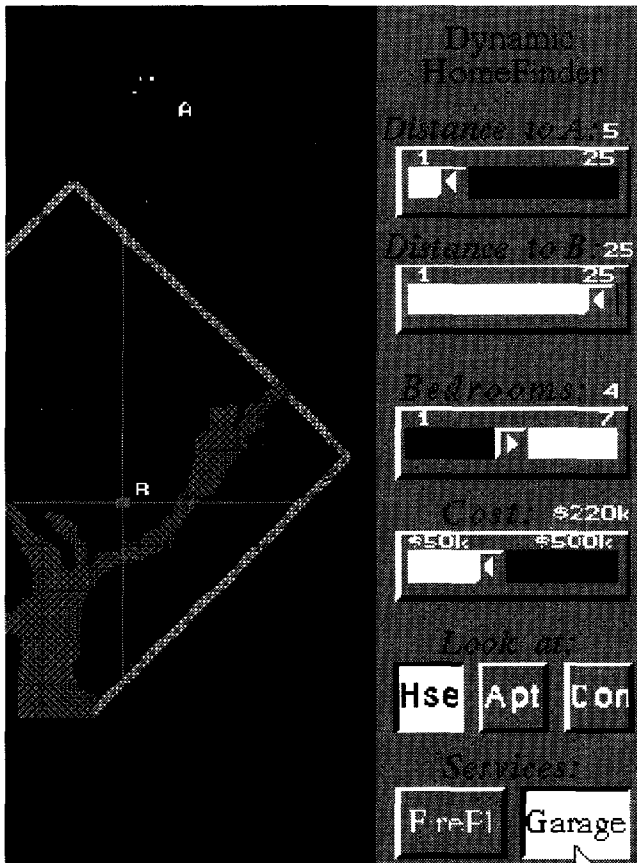 A
B
Dynamic
HomeFinder
Distance to A: 5
1 25
Distance to B: 25
1 25
Bedrooms: 4
1 7
Cost: $220k
$50k $500k
Look at:
Hse Apt Con
Services:
FirePl Garage